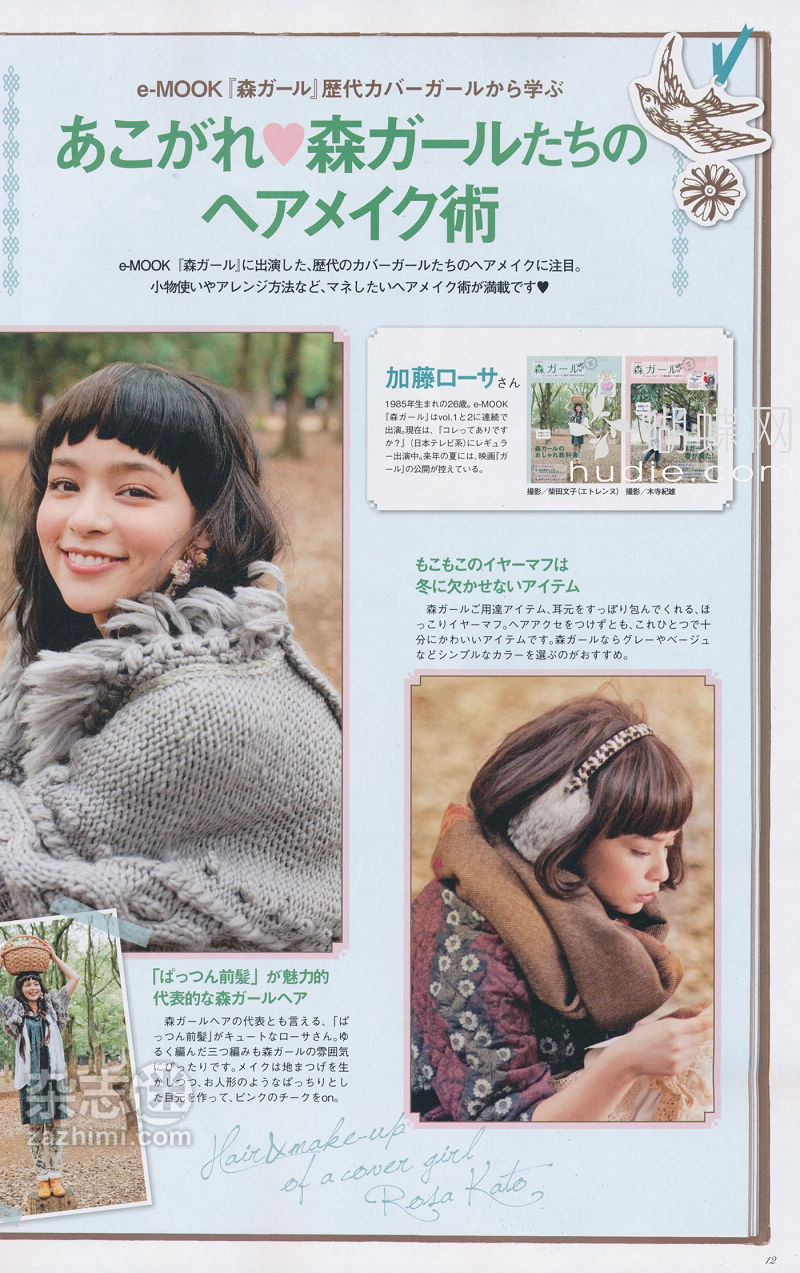 e-MOOK『森ガール』歴代カバーガールから学ぶ
あこがれ♥森ガールたちの
ヘアメイク術
e-MOOK『森ガール』に出演した、歴代のカバーガールたちのヘアメイクに注目。
小物使いやアレンジ方法など、マネしたいヘアメイク術が満載です♥
加藤ローサさん
1985年生まれの26歳。e-MOOK
『森ガール』はvol.1と2に連続で
出演。現在は、『コレってありです
か？』（日本テレビ系）にレギュラ
ー出演中。来年の夏には、映画『ガ
ール』の公開が控えている。
森ガール
森ガールの
おしゃれ教科書
森ガール
撮影／柴田文子（エトレンヌ）
撮影／木寺紀雄
蝴蝶网
hudie.com
もこもこのイヤーマフは
冬に欠かせないアイテム
森ガールご用達アイテム、耳元をすっぽり包んでくれる、ほ
っこりイヤーマフ。ヘアアクセをつけずとも、これひとつで十
分にかわいいアイテムです。森ガールならグレーやベージュ
などシンプルなカラーを選ぶのがおすすめ。
「ぱっつん前髪」が魅力的
代表的な森ガールヘア
森ガールヘアの代表とも言える、「ぱ
っつん前髪」がキュートなローサさん。ゆ
るく編んだ三つ編みも森ガールの雰囲気
にぴったりです。メイクは地まつげを生
かしつつ、お人形のようなぱっちりとし
た目元を作って、ピンクのチークをon。
杂志迷
zazhimi.com
Hair&make-up
of a cover girl
Rosa Kato
12